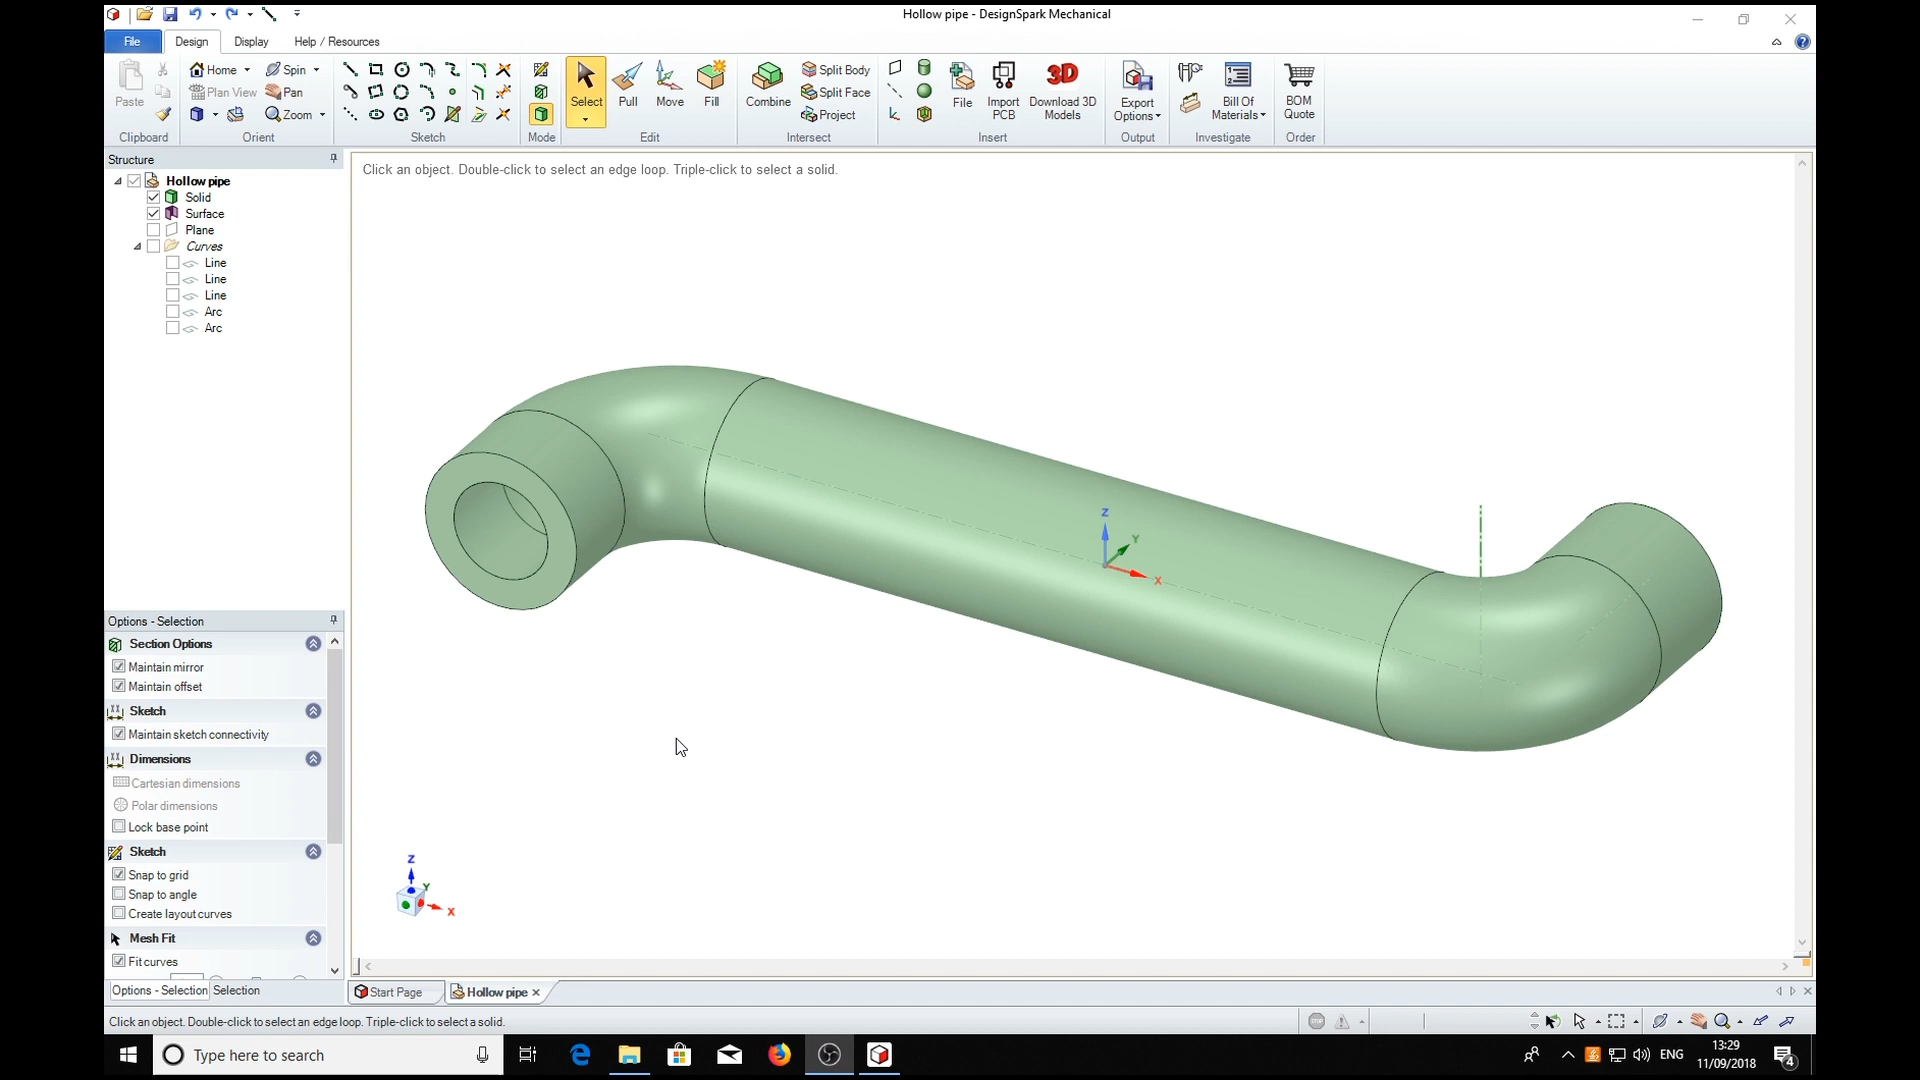 Hollow pipe - DesignSpark Mechanical
File Design Display Help / Resources
Paste
Home Spin
Plan View Pan
Zoom
Select Pull Move Fill
Combine
Split Body
Split Face
Project
File Import PCB Download 3D Models
3D
Export Options
Bill Of Materials
BOM Quote
Clipboard Orient Sketch Mode Edit Intersect Insert Output Investigate Order
Structure
Hollow pipe
Solid
Surface
Plane
Curves
Line
Line
Line
Arc
Arc
Click an object. Double-click to select an edge loop. Triple-click to select a solid.
Z
Y
X
Options - Selection
Section Options
Maintain mirror
Maintain offset
Sketch
Maintain sketch connectivity
Dimensions
Cartesian dimensions
Polar dimensions
Lock base point
Sketch
Snap to grid
Snap to angle
Create layout curves
Mesh Fit
Fit curves
Z
Y
X
Options - Selection Selection
Start Page Hollow pipe
Click an object. Double-click to select an edge loop. Triple-click to select a solid.
STOP
Type here to search
ENG
13:29
11/09/2018
4